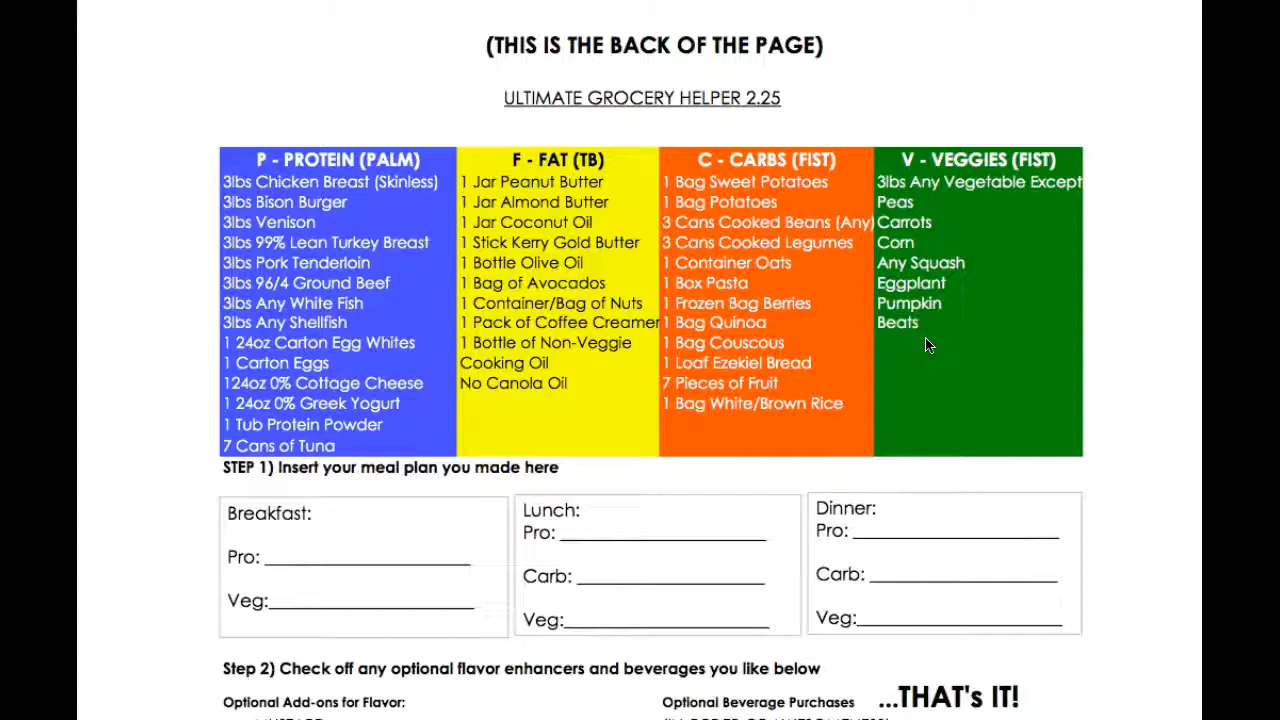 (THIS IS THE BACK OF THE PAGE)
ULTIMATE GROCERY HELPER 2.25
P - PROTEIN (PALM)
3lbs Chicken Breast (Skinless)
3lbs Bison Burger
3lbs Venison
3lbs 99% Lean Turkey Breast
3lbs Pork Tenderloin
3lbs 96/4 Ground Beef
3lbs Any White Fish
3lbs Any Shellfish
1 24oz Carton Egg Whites
1 Carton Eggs
124oz 0% Cottage Cheese
1 24oz 0% Greek Yogurt
1 Tub Protein Powder
7 Cans of Tuna
F - FAT (TB)
1 Jar Peanut Butter
1 Jar Almond Butter
1 Jar Coconut Oil
1 Stick Kerry Gold Butter
1 Bottle Olive Oil
1 Bag of Avocados
1 Container/Bag of Nuts
1 Pack of Coffee Creamer
1 Bottle of Non-Veggie
Cooking Oil
No Canola Oil
C - CARBS (FIST)
1 Bag Sweet Potatoes
1 Bag Potatoes
3 Cans Cooked Beans (Any)
3 Cans Cooked Legumes
1 Container Oats
1 Box Pasta
1 Frozen Bag Berries
1 Bag Quinoa
1 Bag Couscous
1 Loaf Ezekiel Bread
7 Pieces of Fruit
1 Bag White/Brown Rice
V - VEGGIES (FIST)
3lbs Any Vegetable Except
Peas
Carrots
Corn
Any Squash
Eggplant
Pumpkin
Beats
STEP 1) Insert your meal plan you made here
Breakfast:
Pro:
Veg:
Lunch:
Pro:
Carb:
Veg:
Dinner:
Pro:
Carb:
Veg:
Step 2) Check off any optional flavor enhancers and beverages you like below
Optional Add-ons for Flavor:
Optional Beverage Purchases
...THAT's IT!